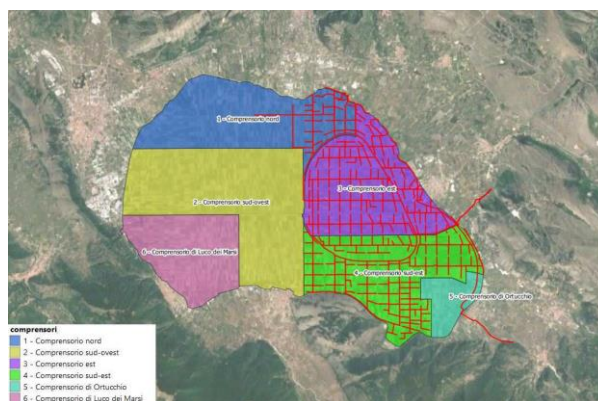 1 - Comprensorio nord
3 - Comprensorio est
2 - Comprensorio sud-ovest
6 - Comprensorio di Luco dei Marsi
4 - Comprensorio sud-est
5 - Comprensorio di Ortucchio
comprensori
1 - Comprensorio nord
2 - Comprensorio sud-ovest
3 - Comprensorio est
4 - Comprensorio sud-est
5 - Comprensorio di Ortucchio
6 - Comprensorio di Luco dei Marsi